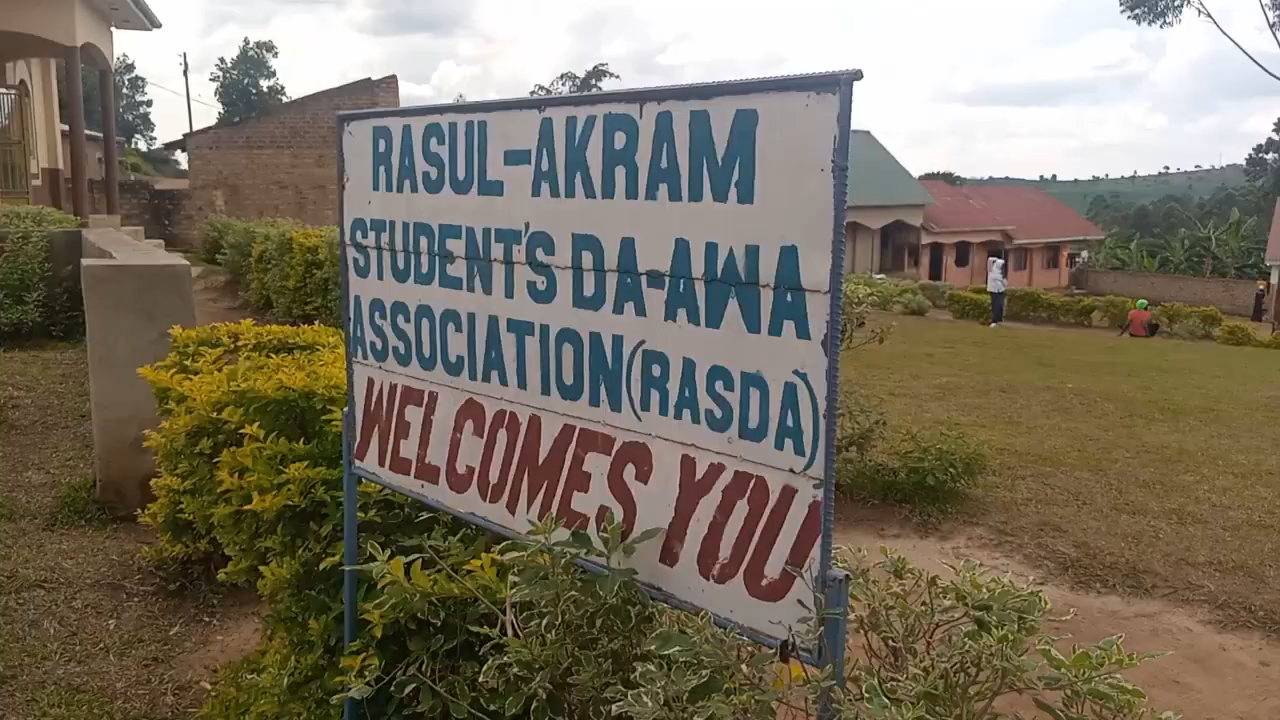 RASUL-AKRAM
STUDENT'S DA-AWA
ASSOCIATION(RASDA)
WELCOMES YOU